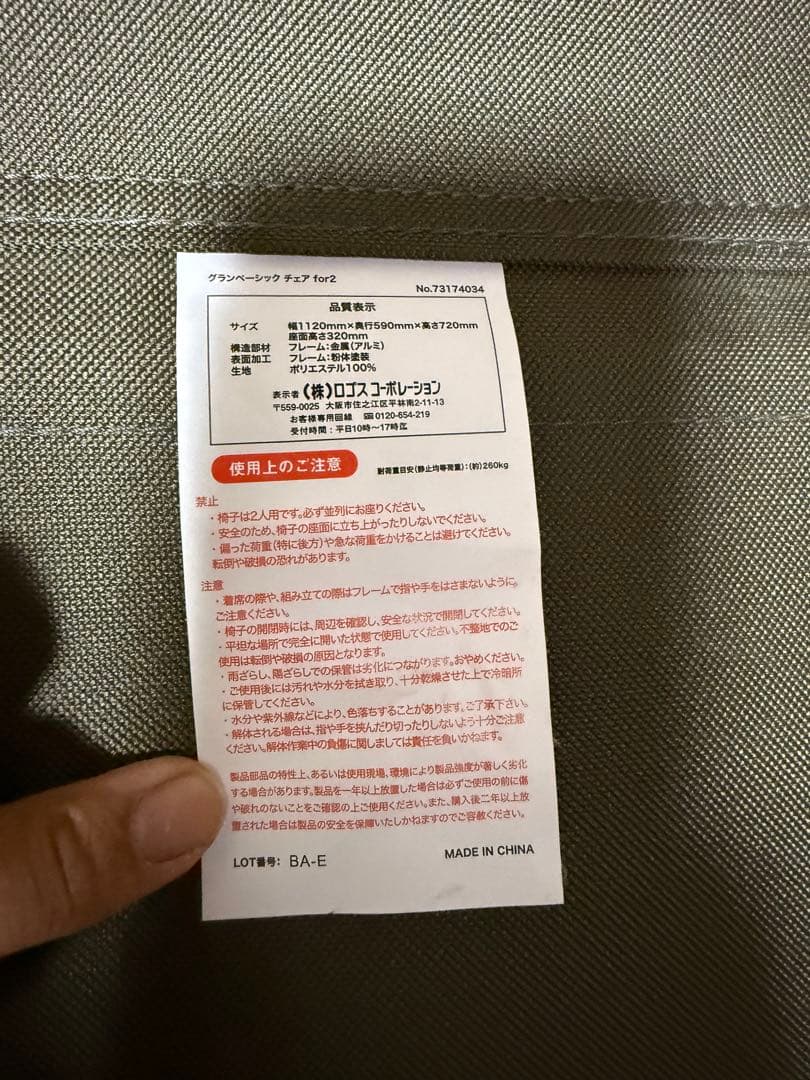 グランベーシック チェア for2
No.73174034
品質表示
サイズ 幅1120mm×奥行590mm×高さ720mm
座面高さ320mm
構造部材 フレーム:金属(アルミ)
表面加工 フレーム:粉体塗装
生地 ポリエステル100%
表示者 (株)ロゴス コーポレーション
〒559-0025 大阪市住之江区平林南2-11-13
お客様専用回線 ☎0120-654-219
受付時間:平日10時〜17時迄
使用上のご注意 耐荷重目安(静止均等荷重):(約)260kg
禁止
・椅子は2人用です。必ず並列にお座りください。
・安全のため、椅子の座面に立ち上がったりしないでください。
・偏った荷重(特に後方)や急な荷重をかけることは避けてください。
転倒や破損の恐れがあります。
注意
・着席の際や、組み立ての際はフレームで指や手をはさまないように、
ご注意ください。
・椅子の開閉時には、周辺を確認し、安全な状況で開閉してください。
・平坦な場所で完全に開いた状態で使用してください。不整地でのご
使用は転倒や破損の原因となります。
・雨ざらし、陽ざらしでの保管は劣化につながります。おやめください。
・ご使用後には汚れや水分を拭き取り、十分乾燥させた上で冷暗所
に保管してください。
・水分や紫外線などにより、色落ちすることがあります。ご了承下さい。
・解体される場合は、指や手を挟んだり切ったりしないよう十分ご注意
ください。解体作業中の負傷に関しましては責任を負いかねます。
製品部品の特性上、あるいは使用現場、環境により製品強度が著しく劣化
する場合があります。製品を一年以上放置した場合は必ずご使用の前に傷
や破れのないことをご確認の上ご使用ください。また、購入後二年以上放
置された場合は製品の安全を保障いたしかねますのでご容赦ください。
LOT番号: BA-E
MADE IN CHINA